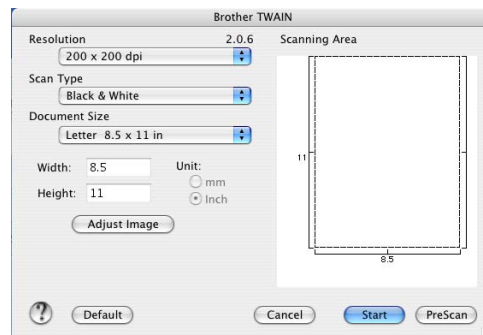 Brother TWAIN
Resolution 2.0.6
200 x 200 dpi
Scan Type
Black & White
Document Size
Letter 8.5 x 11 in
Width: 8.5 Unit:
mm
Height: 11
Inch
Adjust Image
Scanning Area
11
8.5
? Default Cancel Start PreScan